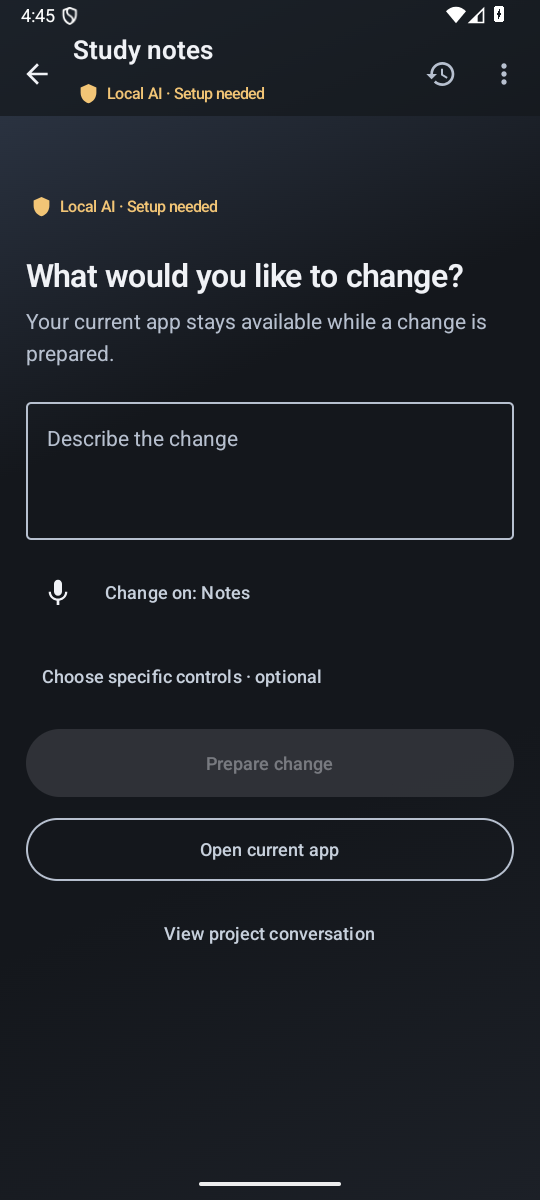 4:45
Study notes
Local AI · Setup needed
Local AI · Setup needed
What would you like to change?
Your current app stays available while a change is
prepared.
Describe the change
Change on: Notes
Choose specific controls · optional
Prepare change
Open current app
View project conversation